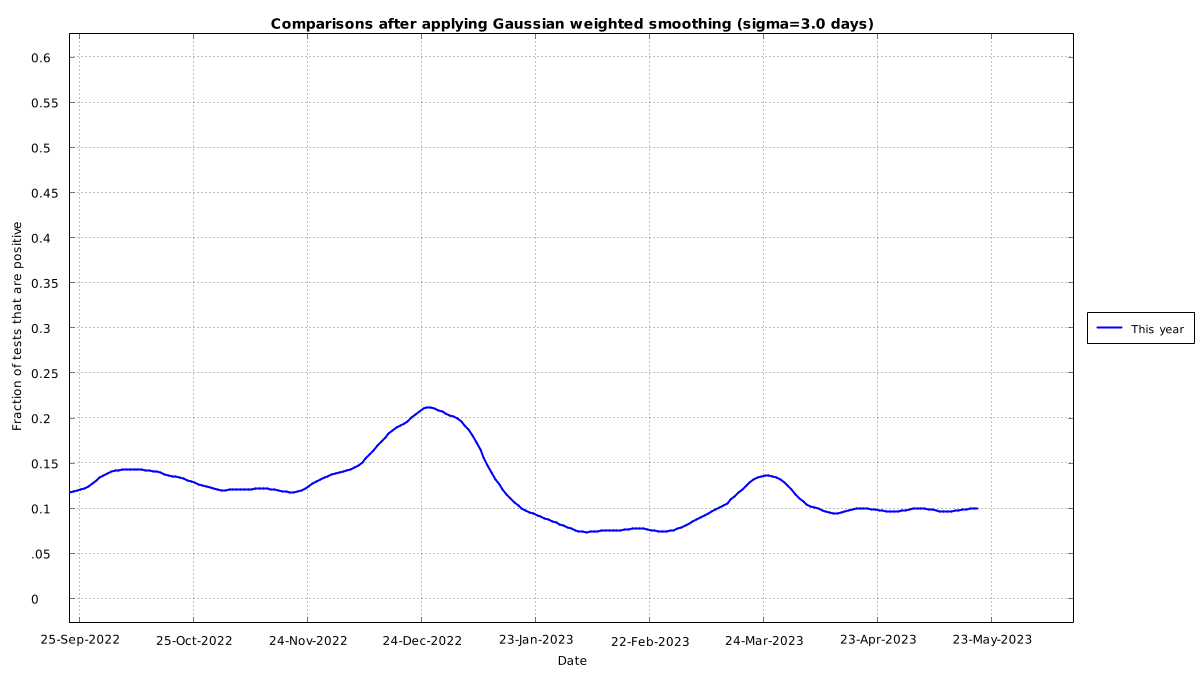 Comparisons after applying Gaussian weighted smoothing (sigma=3.0 days)
0.6
0.55
0.5
0.45
0.4
0.35
0.3
0.25
0.2
0.15
0.1
.05
0
Fraction of tests that are positive
25-Sep-2022 25-Oct-2022 24-Nov-2022 24-Dec-2022 23-Jan-2023 22-Feb-2023 24-Mar-2023 23-Apr-2023 23-May-2023
Date
This year